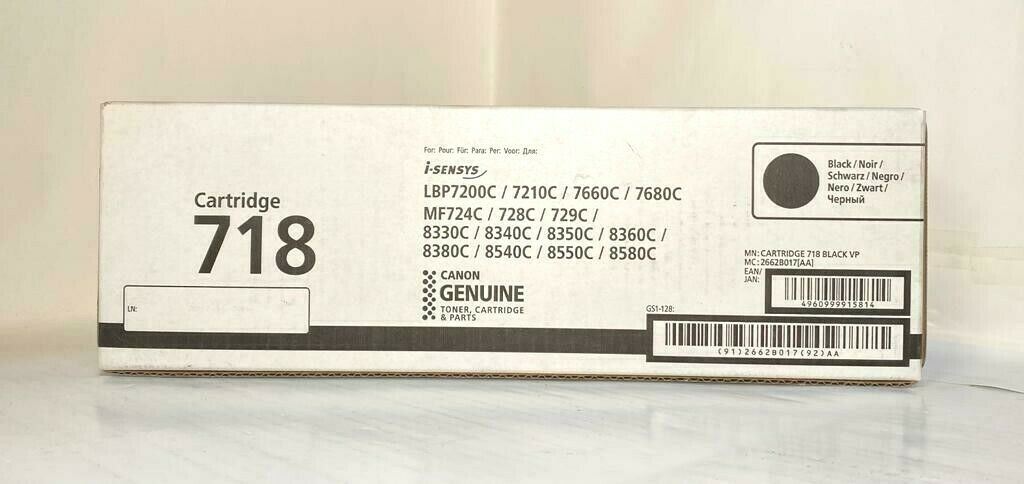 Cartridge
718
LN:
For: Pour: Für: Para: Per: Voor: Для:
i-SENSYS
LBP7200C / 7210C / 7660C / 7680C
MF724C / 728C / 729C /
8330C / 8340C / 8350C / 8360C /
8380C / 8540C / 8550C / 8580C
CANON
GENUINE
TONER, CARTRIDGE
& PARTS
Black / Noir /
Schwarz / Negro /
Nero / Zwart /
Черный
MN: CARTRIDGE 718 BLACK VP
MC: 2662B017[AA]
EAN/
JAN:
4960999915814
GS1-128:
(91)2662B017(92)AA